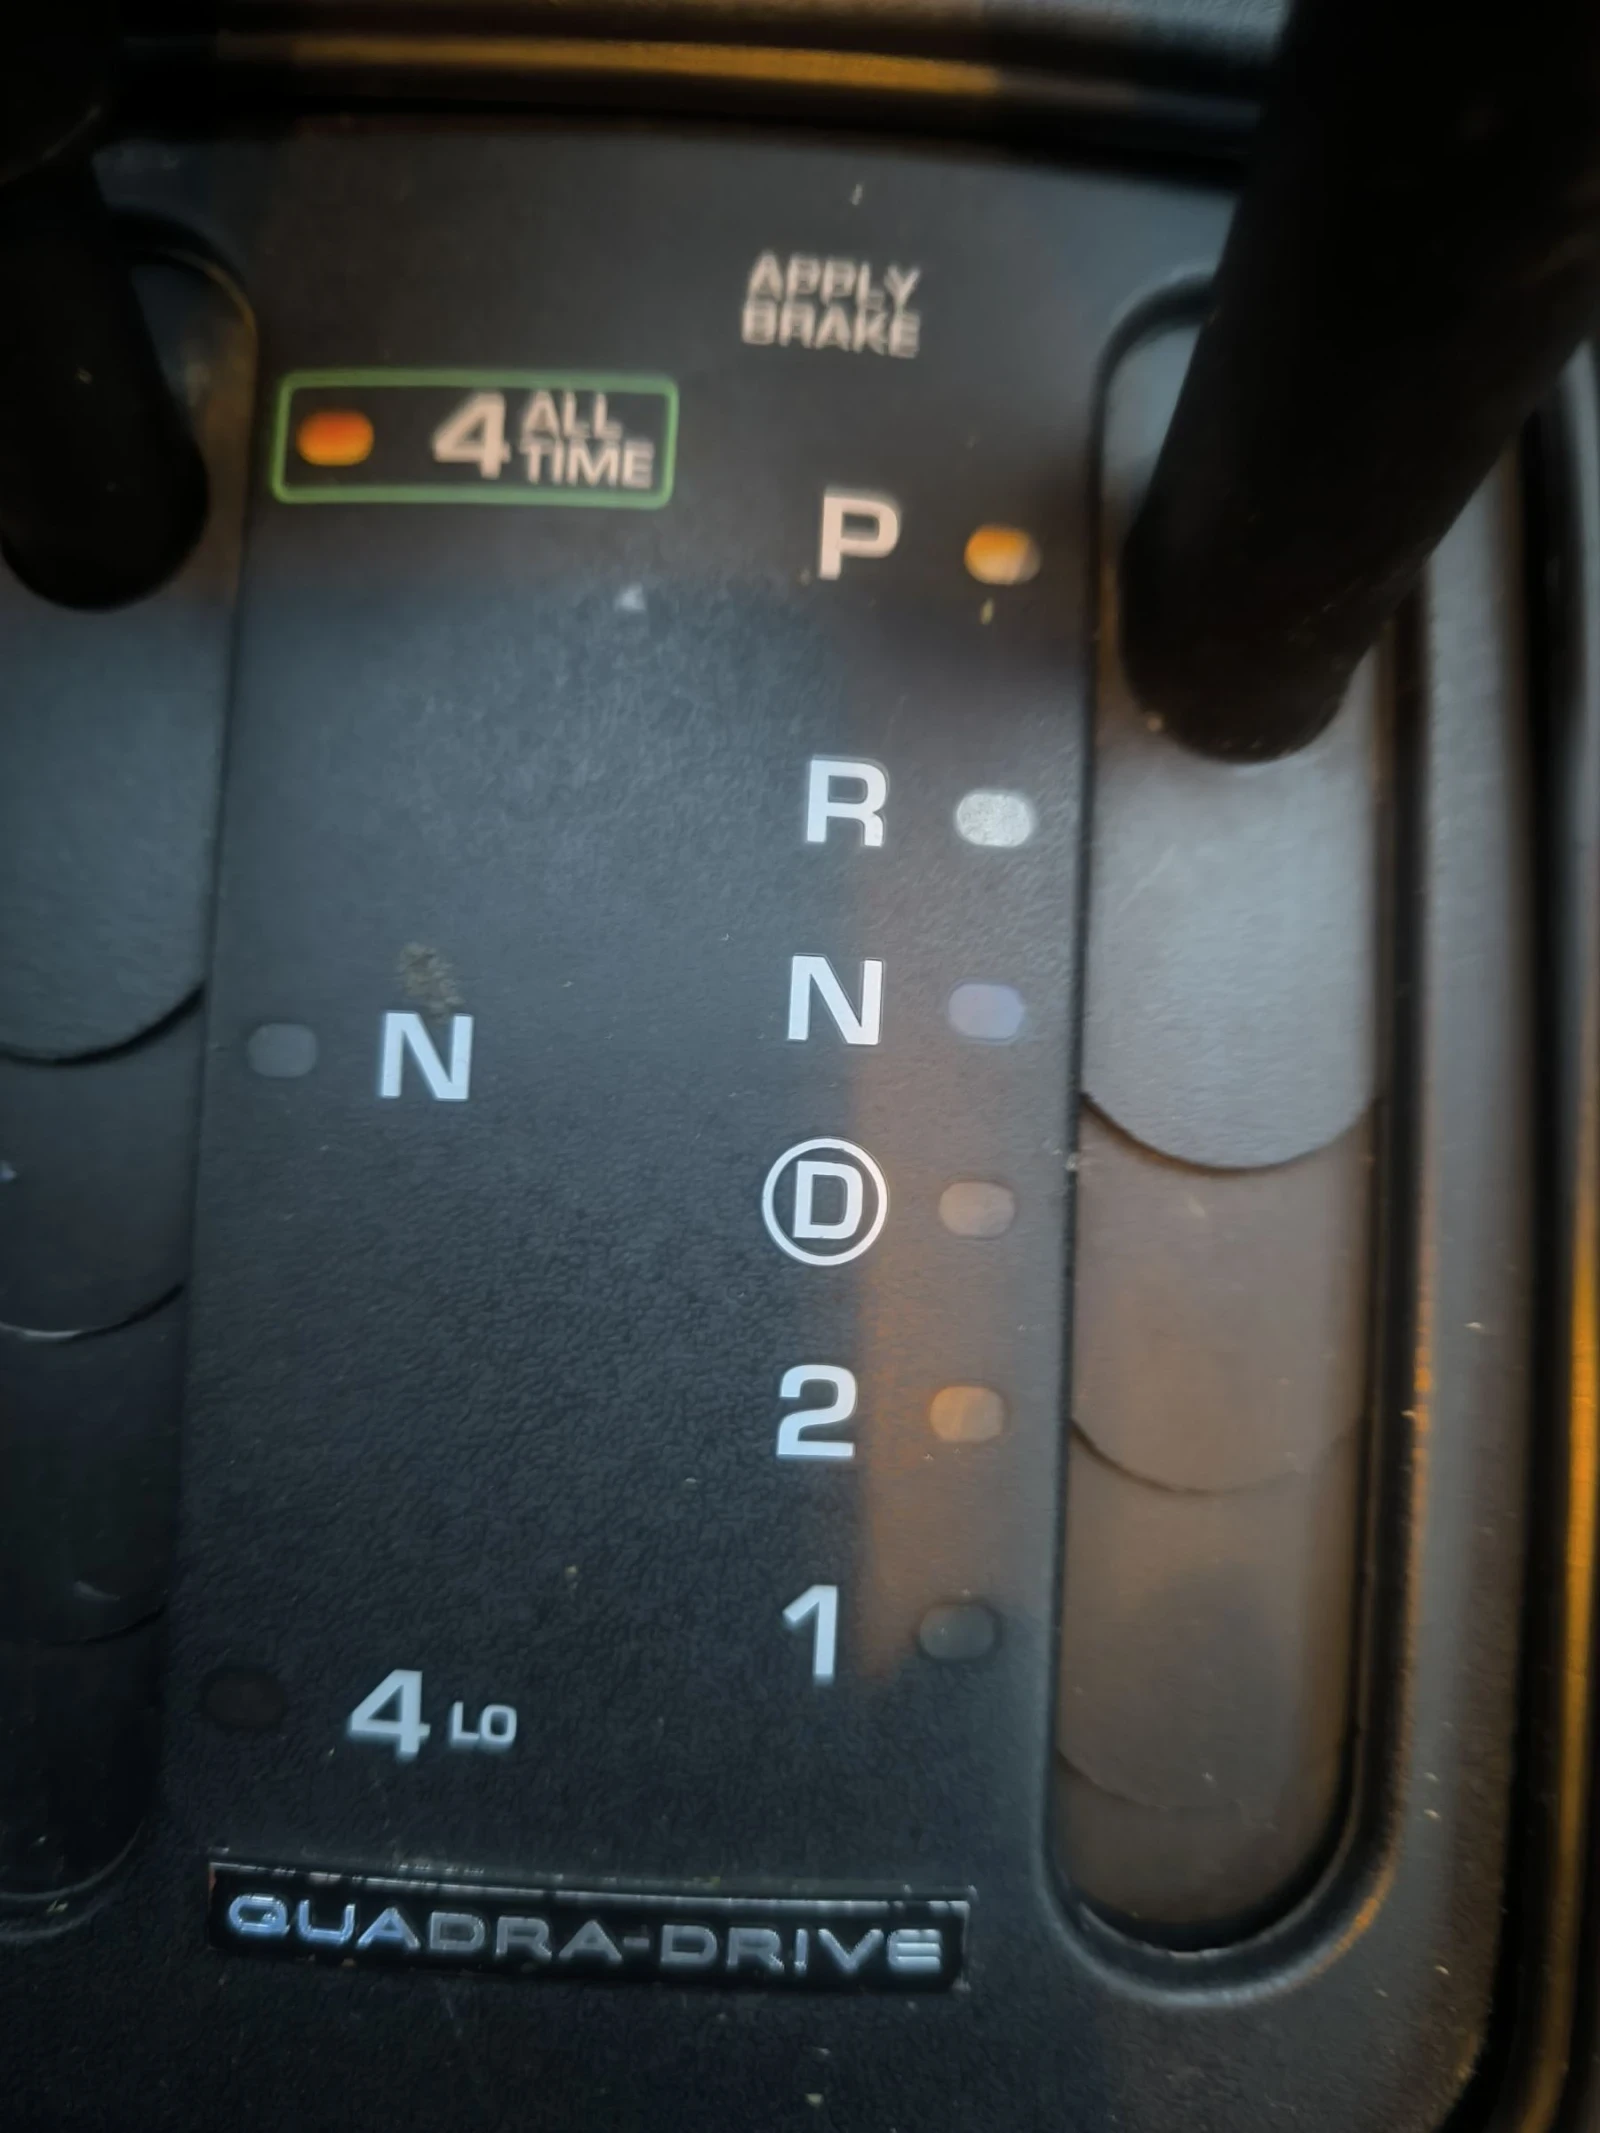 APPLY
BRAKE
4 ALL
TIME
P
R
N
N
D
2
1
4 LO
QUADRA-DRIVE